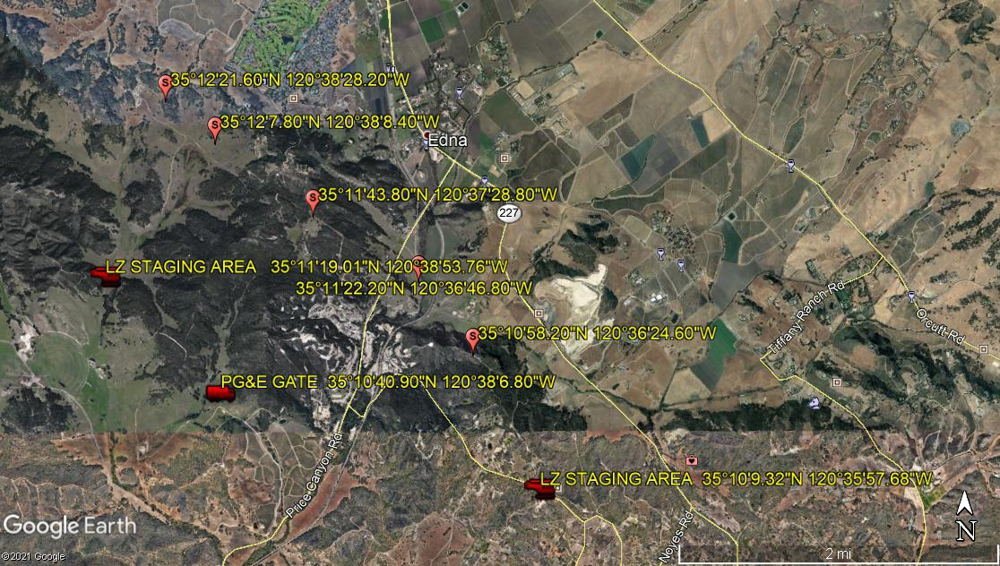 35°12'21.60"N 120°38'28.20"W
35°12'7.80"N 120°38'8.40"W
Edna
35°11'43.80"N 120°37'28.80"W
227
LZ STAGING AREA 35°11'19.01"N 120°38'53.76"W
35°11'22.20"N 120°36'46.80"W
Tiffany Ranch Rd
Orcutt Rd
35°10'58.20"N 120°36'24.60"W
PG&E GATE 35°10'40.90"N 120°38'6.80"W
Price Canyon Rd
LZ STAGING AREA 35°10'9.32"N 120°35'57.68"W
Noyes Rd
Google Earth
N
2 mi
©2021 Google